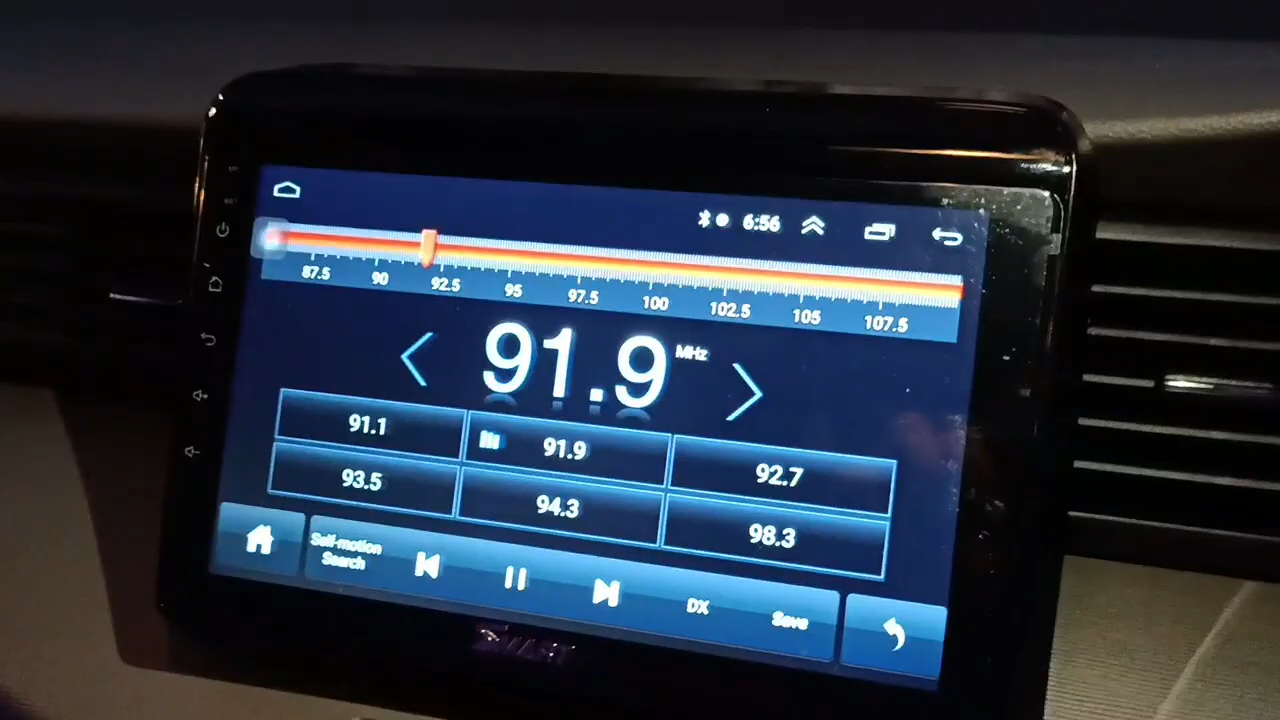 6:56
87.5 90 92.5 95 97.5 100 102.5 105 107.5
91.9 MHz
91.1 91.9 92.7
93.5 94.3 98.3
Self-motion
Search
DX Save